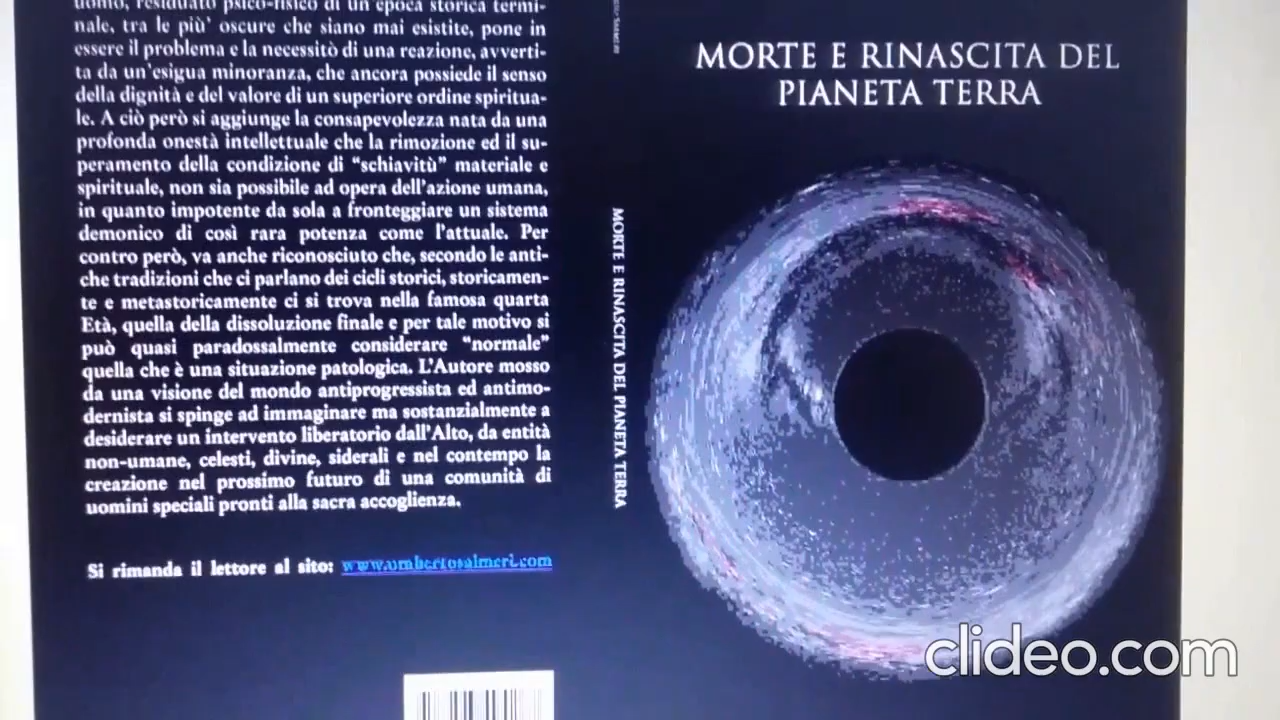 uomo, residuato psico-fisico di un'epoca storica termi-
nale, tra le più' oscure che siano mai esistite, pone in
essere il problema e la necessitò di una reazione, avverti-
ta da un'esigua minoranza, che ancora possiede il senso
della dignità e del valore di un superiore ordine spiritua-
le. A ciò però si aggiunge la consapevolezza nata da una
profonda onestà intellettuale che la rimozione ed il su-
peramento della condizione di "schiavitù" materiale e
spirituale, non sia possibile ad opera dell'azione umana,
in quanto impotente da sola a fronteggiare un sistema
demonico di così rara potenza come l'attuale. Per
contro però, va anche riconosciuto che, secondo le anti-
che tradizioni che ci parlano dei cicli storici, storicamen-
te e metastoricamente ci si trova nella famosa quarta
Età, quella della dissoluzione finale e per tale motivo si
può quasi paradossalmente considerare "normale"
quella che è una situazione patologica. L'Autore mosso
da una visione del mondo antiprogressista ed antimo-
dernista si spinge ad immaginare ma sostanzialmente a
desiderare un intervento liberatorio dall'Alto, da entità
non-umane, celesti, divine, siderali e nel contempo la
creazione nel prossimo futuro di una comunità di
uomini speciali pronti alla sacra accoglienza.
Si rimanda il lettore al sito: www.umbertosalmeri.com
MORTE E RINASCITA DEL PIANETA TERRA
MORTE E RINASCITA DEL
PIANETA TERRA
clideo.com